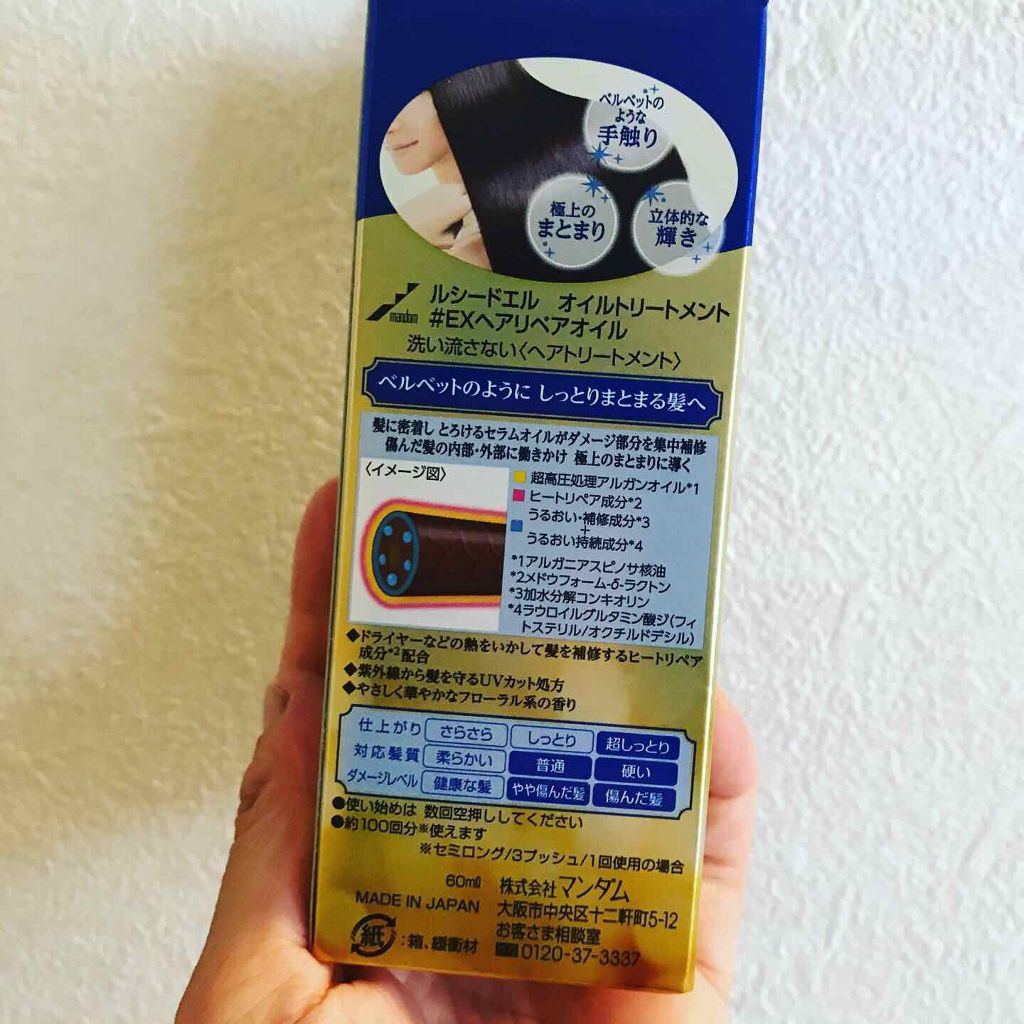 ベルベットの
ような
手触り
極上の
まとまり
立体的な
輝き
mandom
ルシードエル オイルトリートメント
#EXヘアリペアオイル
洗い流さない〈ヘアトリートメント〉
ベルベットのように しっとりまとまる髪へ
髪に密着し とろけるセラムオイルがダメージ部分を集中補修
傷んだ髪の内部・外部に働きかけ 極上のまとまりに導く
〈イメージ図〉
超高圧処理アルガンオイル*1
ヒートリペア成分*2
うるおい・補修成分*3
+
うるおい持続成分*4
*1アルガニアスピノサ核油
*2メドウフォーム-δ-ラクトン
*3加水分解コンキオリン
*4ラウロイルグルタミン酸ジ(フィ
トステリル/オクチルドデシル)
◆ドライヤーなどの熱をいかして髪を補修するヒートリペア
成分*2配合
◆紫外線から髪を守るUVカット処方
◆やさしく華やかなフローラル系の香り
仕上がり さらさら しっとり 超しっとり
対応髪質 柔らかい 普通 硬い
ダメージレベル 健康な髪 やや傷んだ髪 傷んだ髪
●使い始めは 数回空押ししてください
●約100回分※使えます
※セミロング/3プッシュ/1回使用の場合
60ml 株式会社マンダム
MADE IN JAPAN 大阪市中央区十二軒町5-12
お客さま相談室
紙 :箱、緩衝材 0120-37-3337